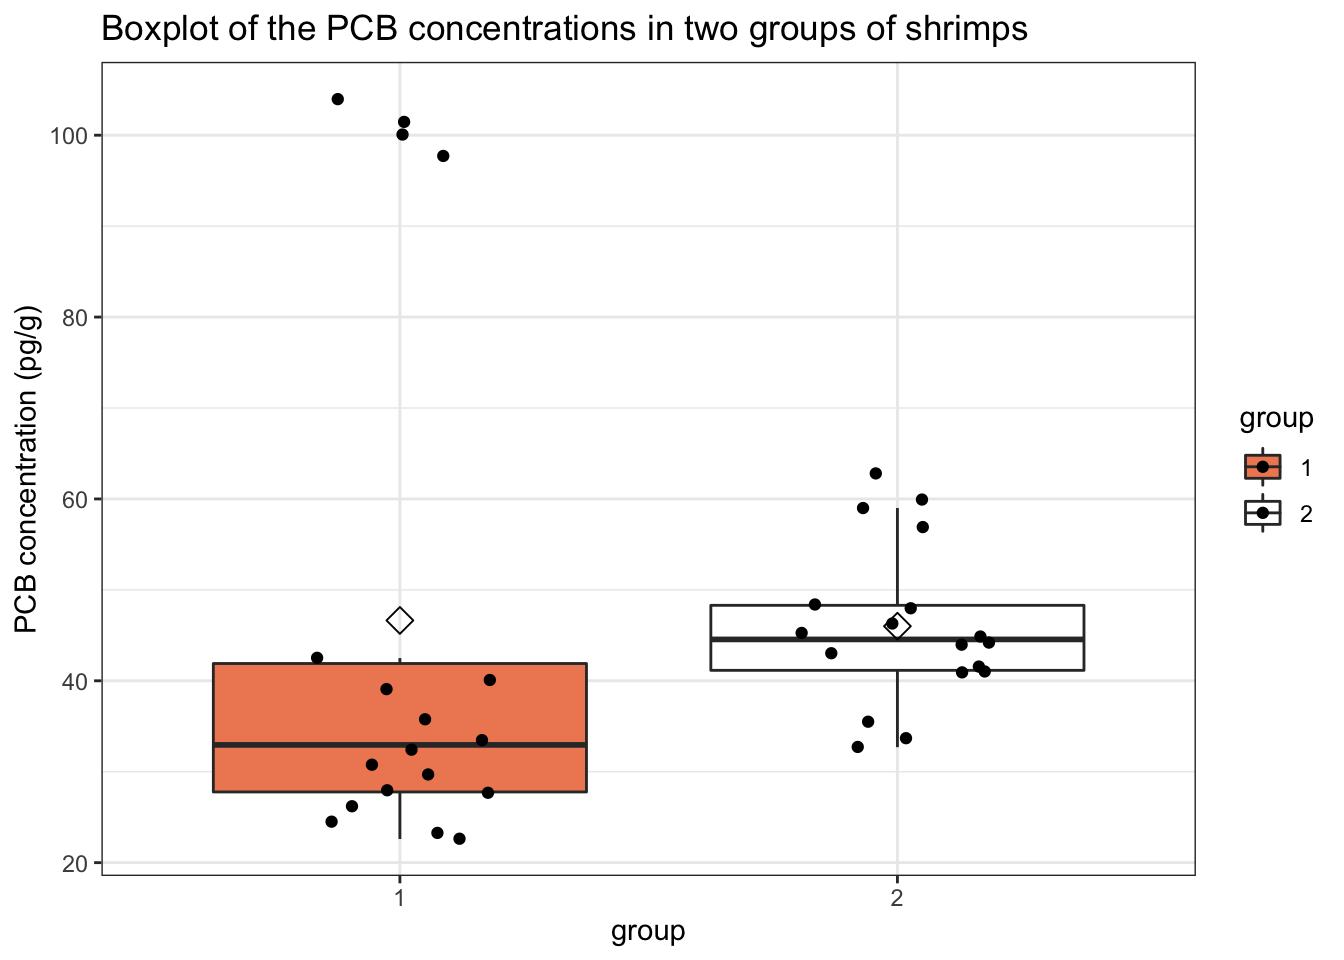 Boxplot of the PCB concentrations in two groups of shrimps
PCB concentration (pg/g)
100
80
60
40
20
1
2
group
group
1
2